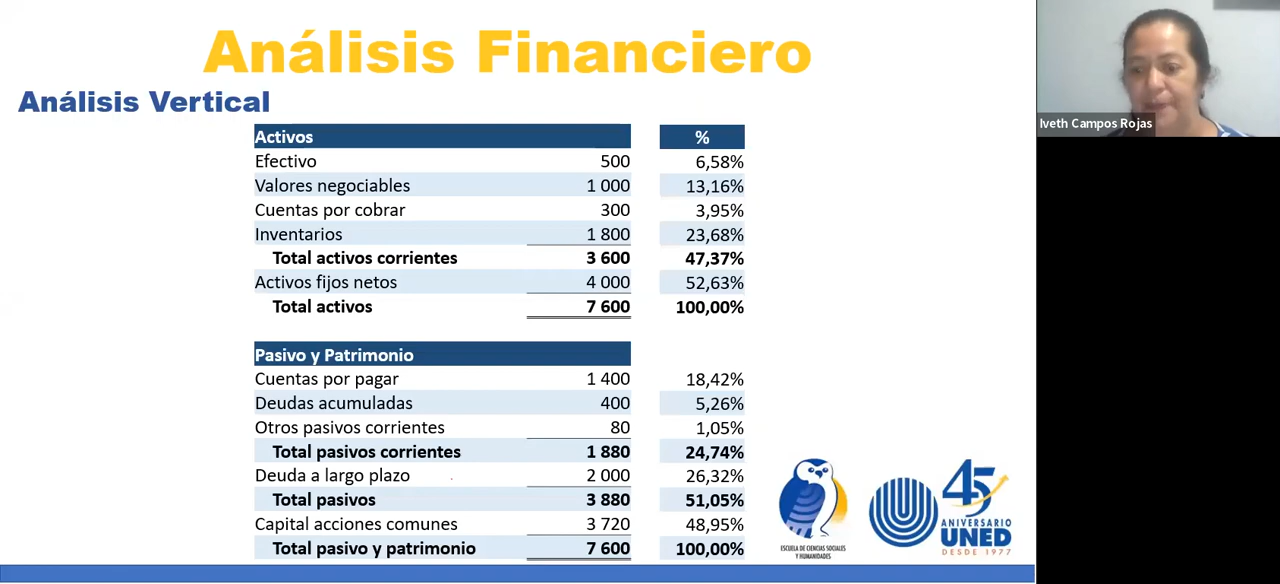 Análisis Financiero
Análisis Vertical
Activos %
Efectivo 500 6,58%
Valores negociables 1 000 13,16%
Cuentas por cobrar 300 3,95%
Inventarios 1 800 23,68%
Total activos corrientes 3 600 47,37%
Activos fijos netos 4 000 52,63%
Total activos 7 600 100,00%
Pasivo y Patrimonio
Cuentas por pagar 1 400 18,42%
Deudas acumuladas 400 5,26%
Otros pasivos corrientes 80 1,05%
Total pasivos corrientes 1 880 24,74%
Deuda a largo plazo 2 000 26,32%
Total pasivos 3 880 51,05%
Capital acciones comunes 3 720 48,95%
Total pasivo y patrimonio 7 600 100,00%
ESCUELA DE CIENCIAS SOCIALES
Y HUMANIDADES
45
ANIVERSARIO
UNED
DESDE 1977
Iveth Campos Rojas